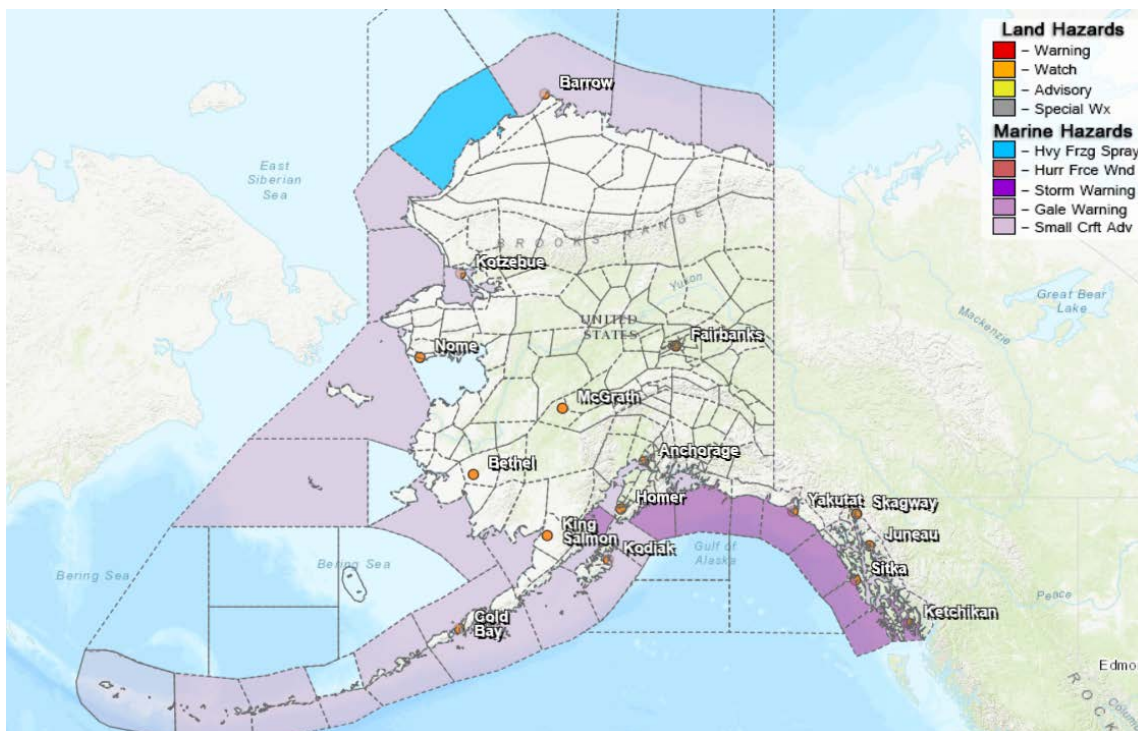 Land Hazards
– Warning
– Watch
– Advisory
– Special Wx
Marine Hazards
– Hvy Frzg Spray
– Hurr Frce Wnd
– Storm Warning
– Gale Warning
– Small Crft Adv
Barrow
East
Siberian
Sea
BROOKS RANGE
Kotzebue
Yukon
Great Bear
Lake
Mackenzie
UNITED
STATES
Fairbanks
Nome
McGrath
Anchorage
Bethel
Homer
Yakutat
Skagway
King
Salmon
Kodiak
Gulf of
Alaska
Juneau
Bering Sea
Bering Sea
Sitka
Peace
Gold
Bay
Ketchikan
Edmo
ROCK
Columb